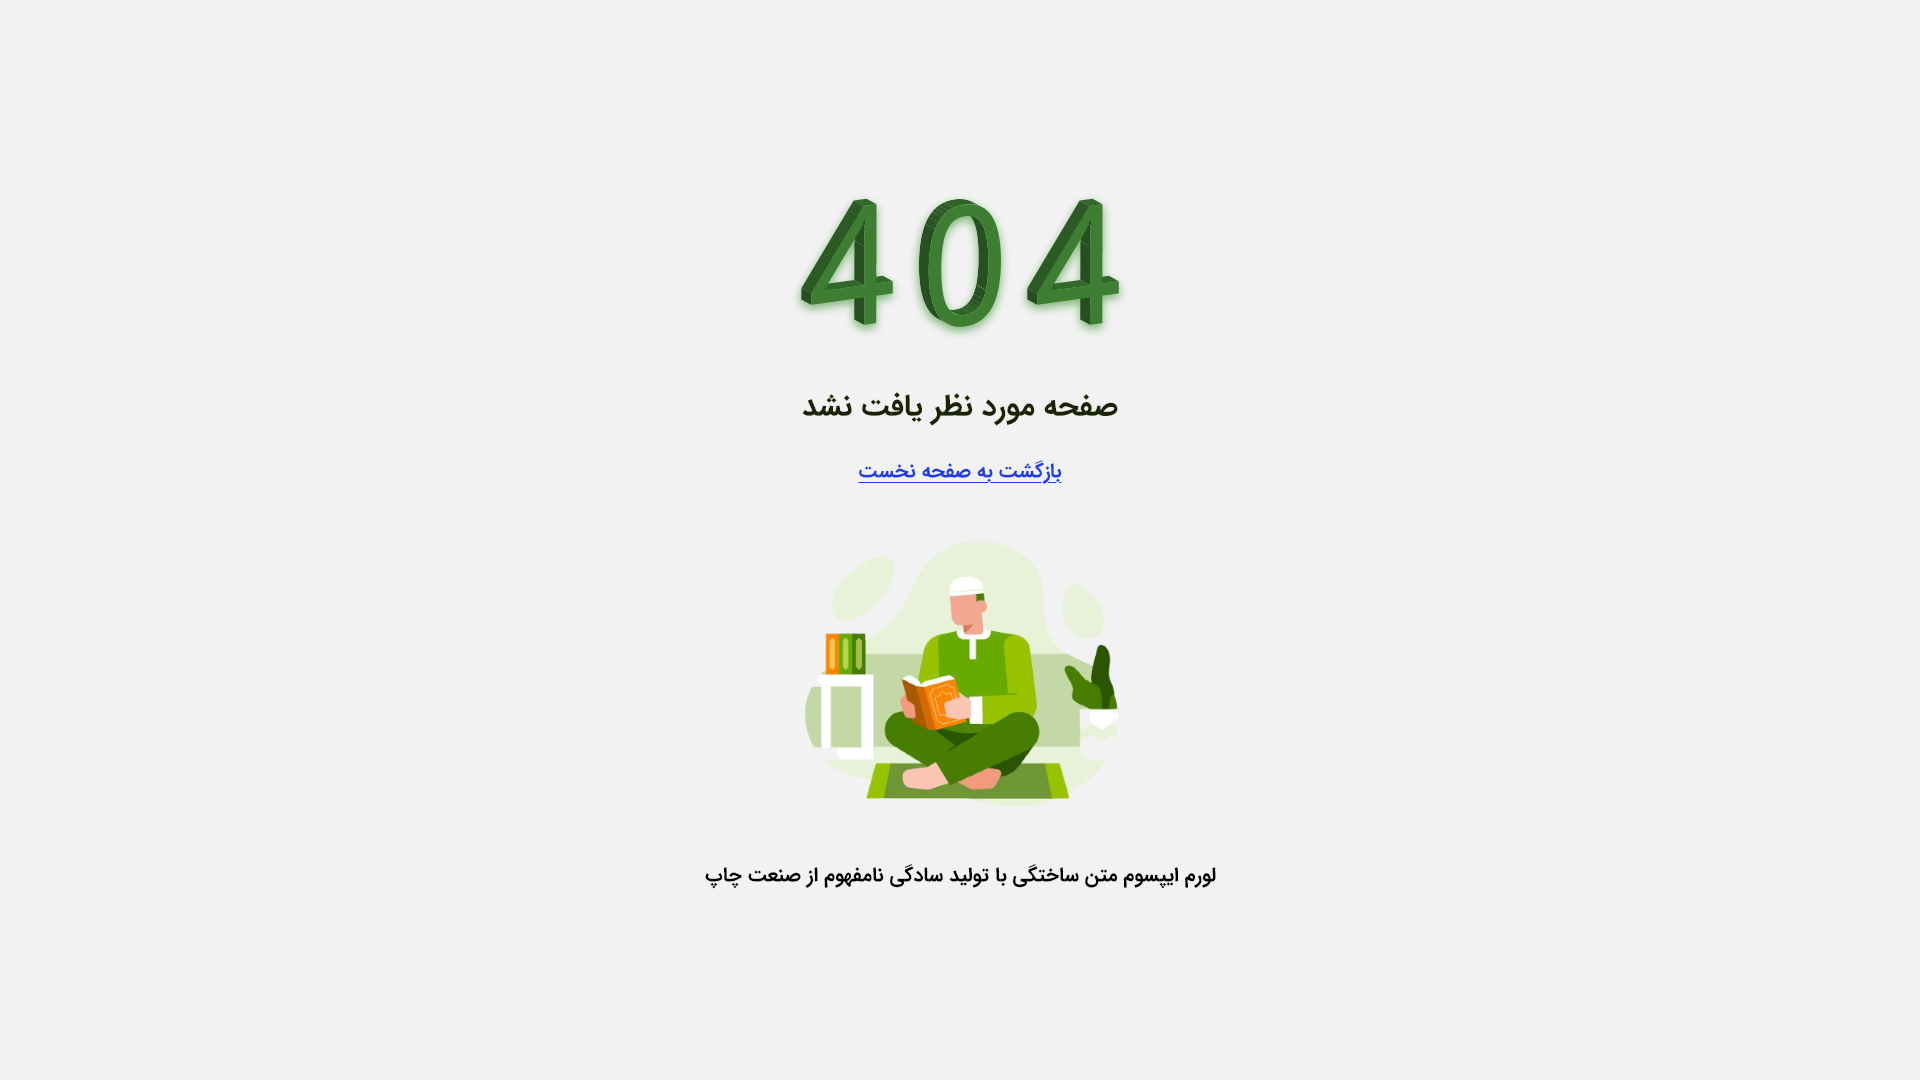 404
صفحه مورد نظر یافت نشد
بازگشت به صفحه نخست
لورم ایپسوم متن ساختگی با تولید سادگی نامفهوم از صنعت چاپ